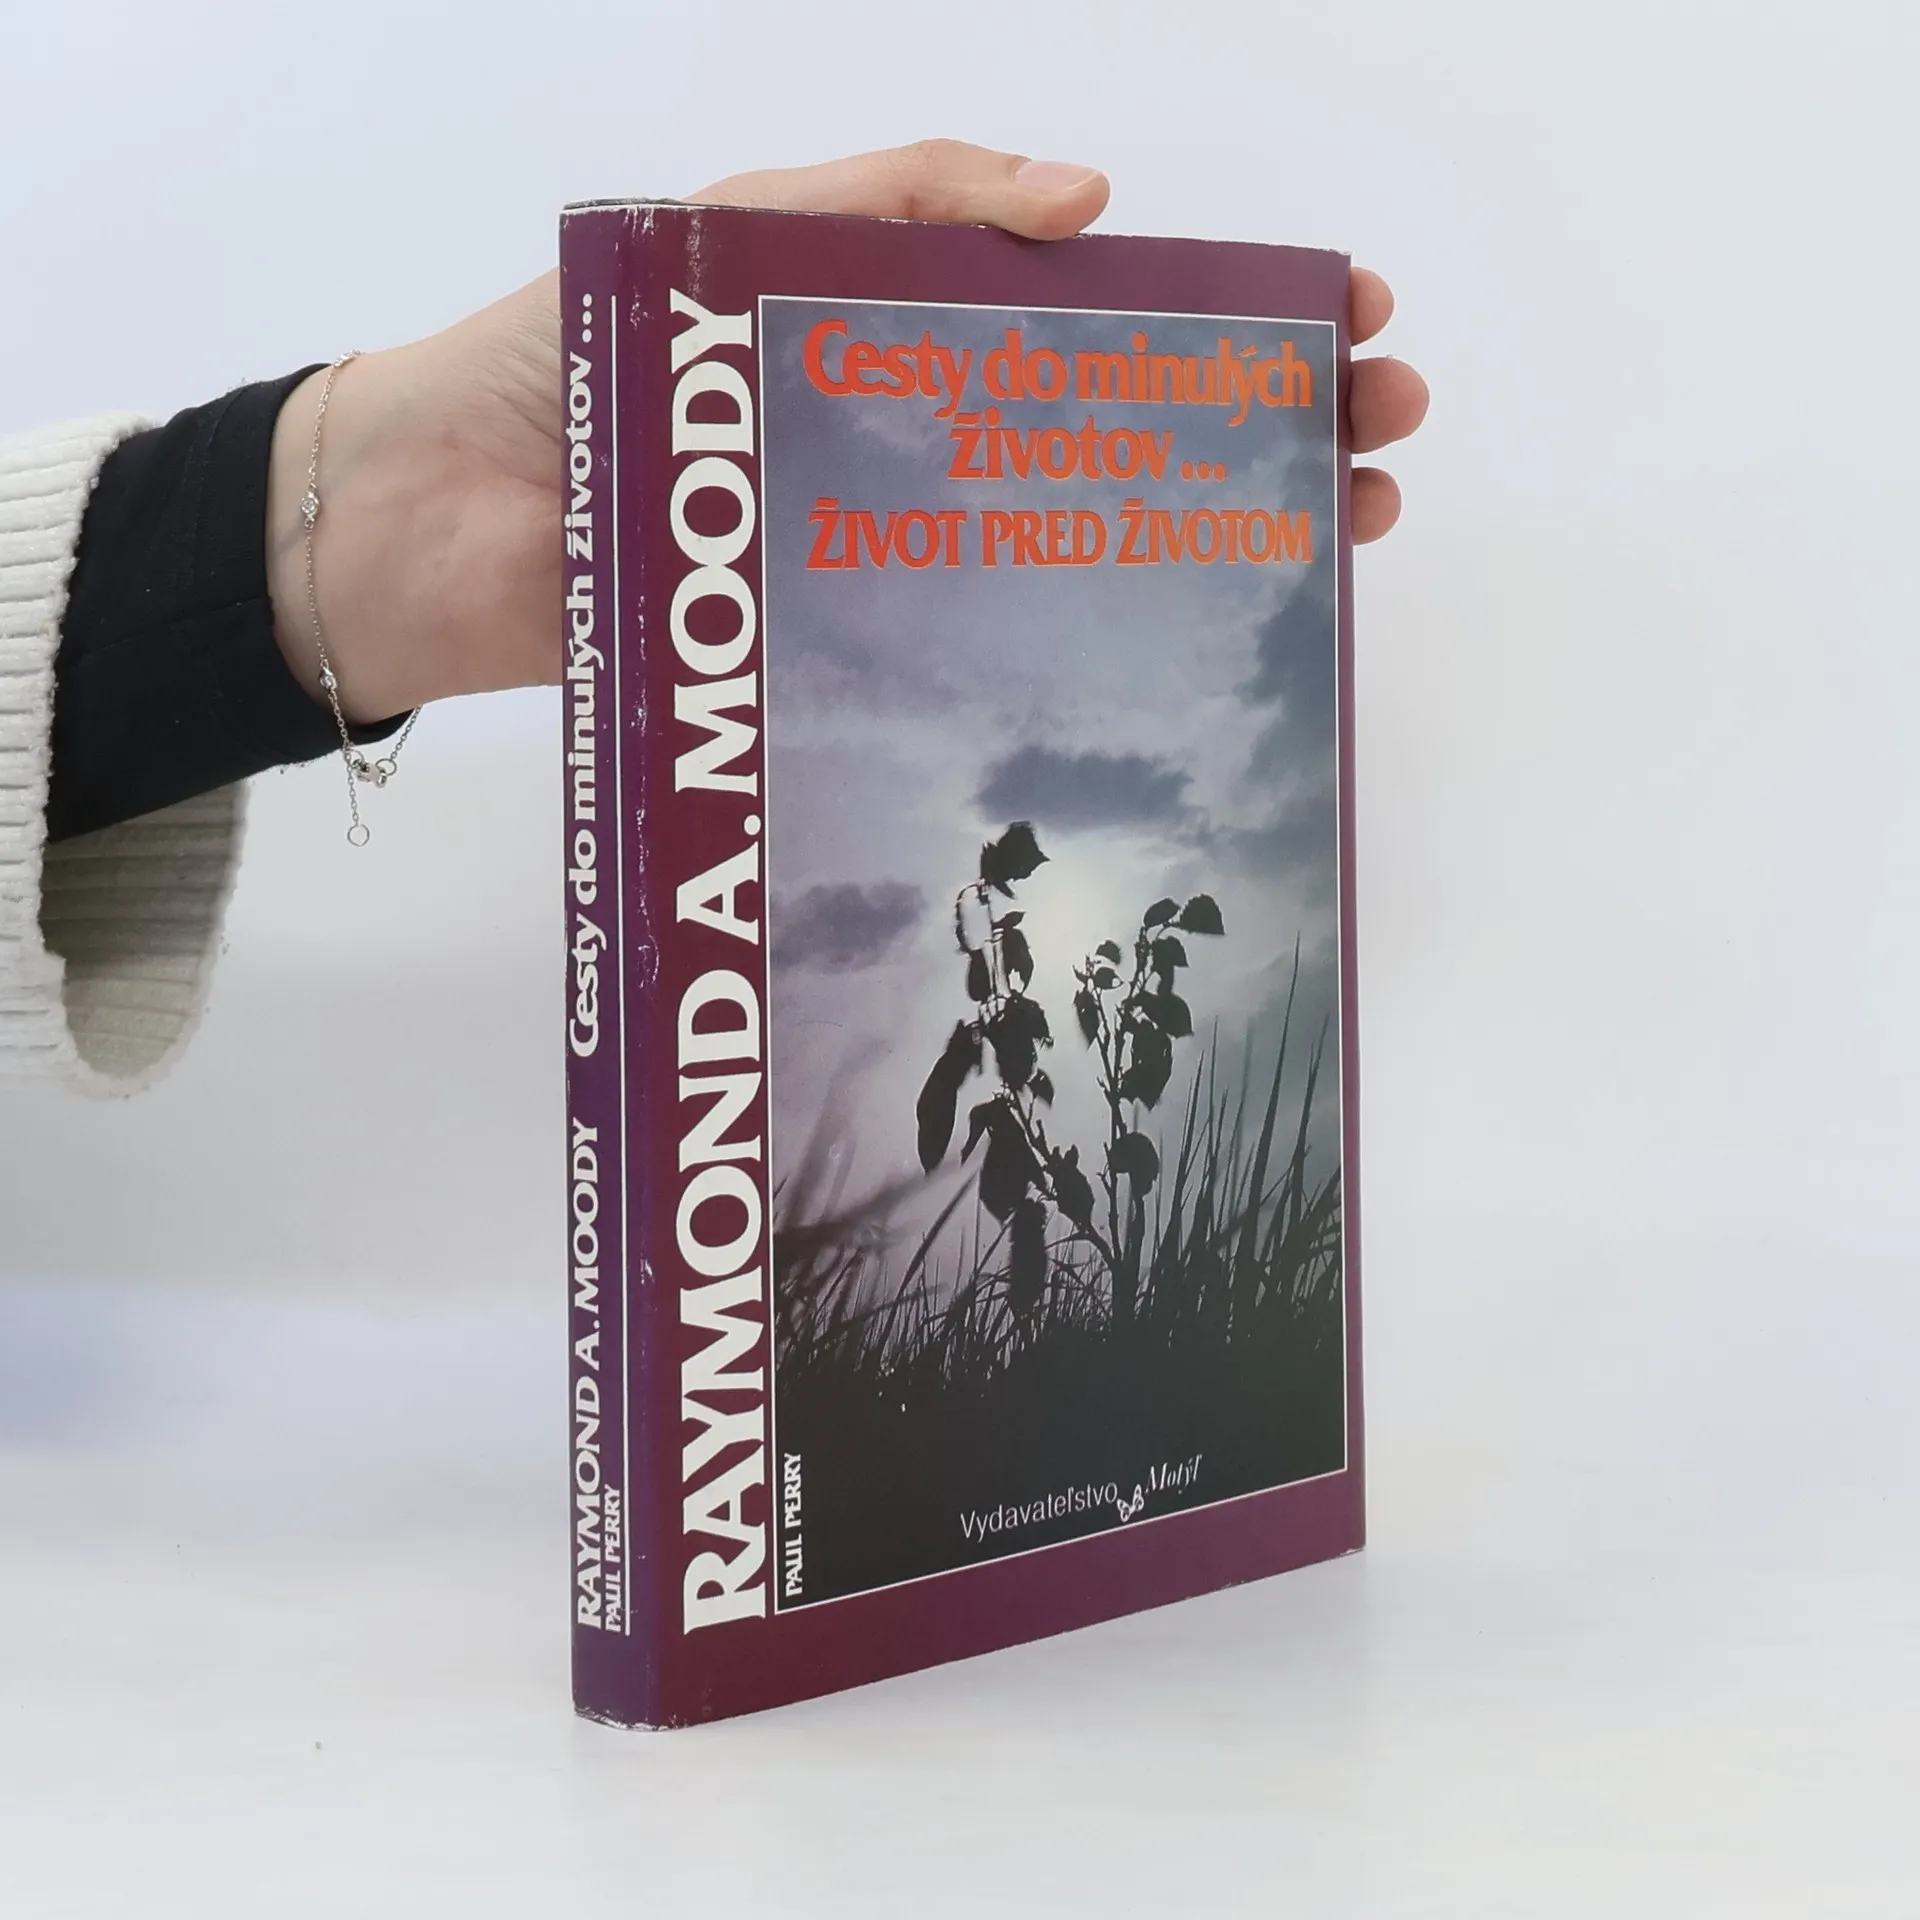 RAYMOND A. MOODY
PAUL PERRY
Cesty do minulých životov...
RAYMOND A. MOODY
Cesty do minulých
životov...
ŽIVOT PRED ŽIVOTOM
PAUL PERRY
Vydavateľstvo Motýľ